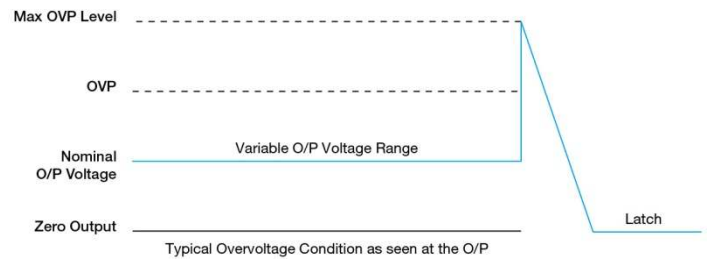 Max OVP Level
OVP
Variable O/P Voltage Range
Nominal
O/P Voltage
Zero Output
Latch
Typical Overvoltage Condition as seen at the O/P